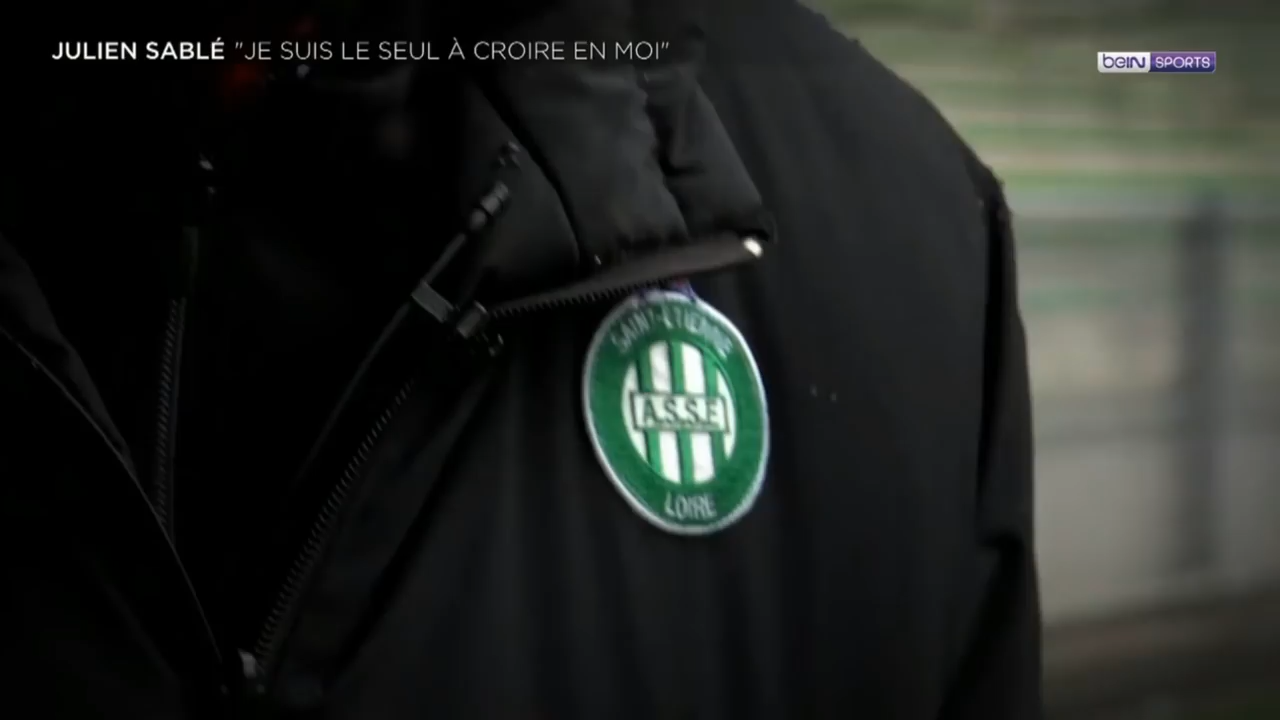 JULIEN SABLÉ "JE SUIS LE SEUL À CROIRE EN MOI"
beIN SPORTS
SAINT-ETIENNE
A.S.S.E
LOIRE